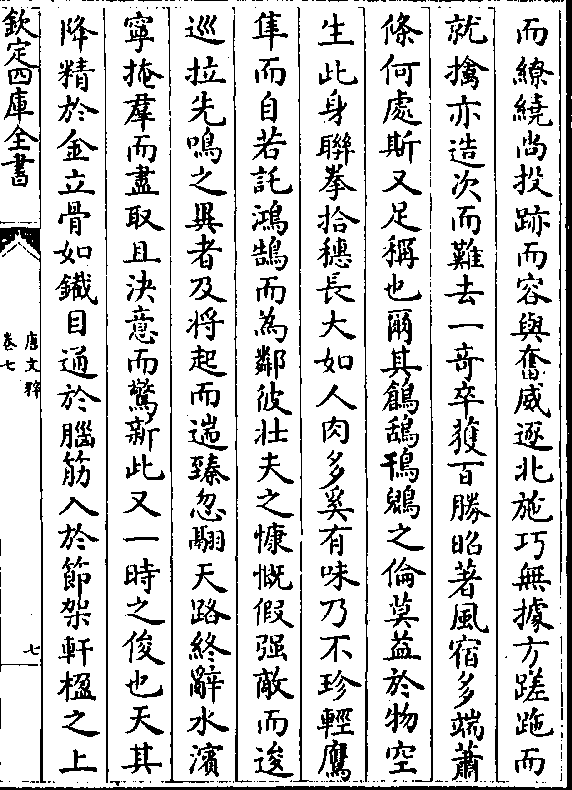 而繚繞尚投跡而容與奮威逐北施巧無據方蹉跎而
就擒亦造次而難去一奇卒獲百勝昭著風宿多端蕭
條何處斯又足稱也爾其鶬鴰鴇鶂之倫莫益於物空
生此身聯拳拾穗長大如人肉多奚有味乃不珍輕鷹
隼而自若託鴻鵠而為鄰彼壯夫之慷慨假强敵而逡
巡拉先鳴之異者及將起而遄臻忽翮天路終辭水濱
寧掩羣而盡取且決意而驚新此又一時之俊也天其
降精於金立骨如鐡目通於腦筋入於節架軒楹之上
欽定四庫全書
唐文粹
卷七
七